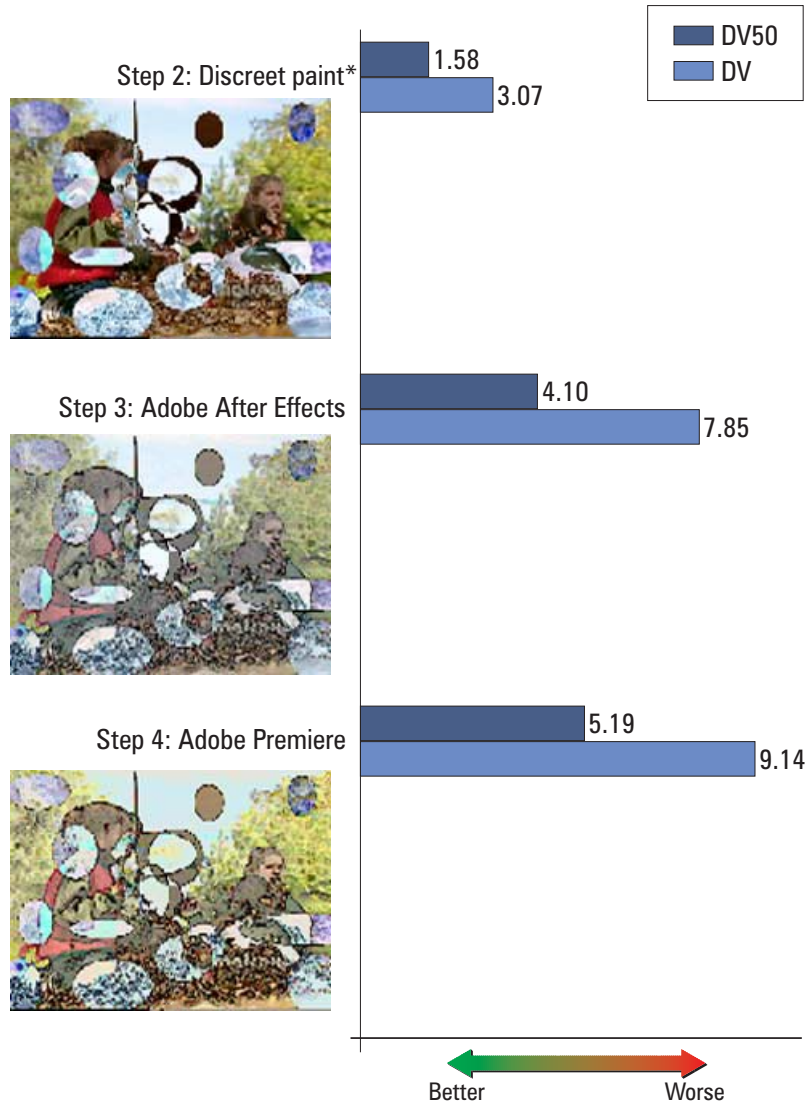 DV50
DV
Step 2: Discreet paint*
1.58
3.07
Step 3: Adobe After Effects
4.10
7.85
Step 4: Adobe Premiere
5.19
9.14
Better
Worse